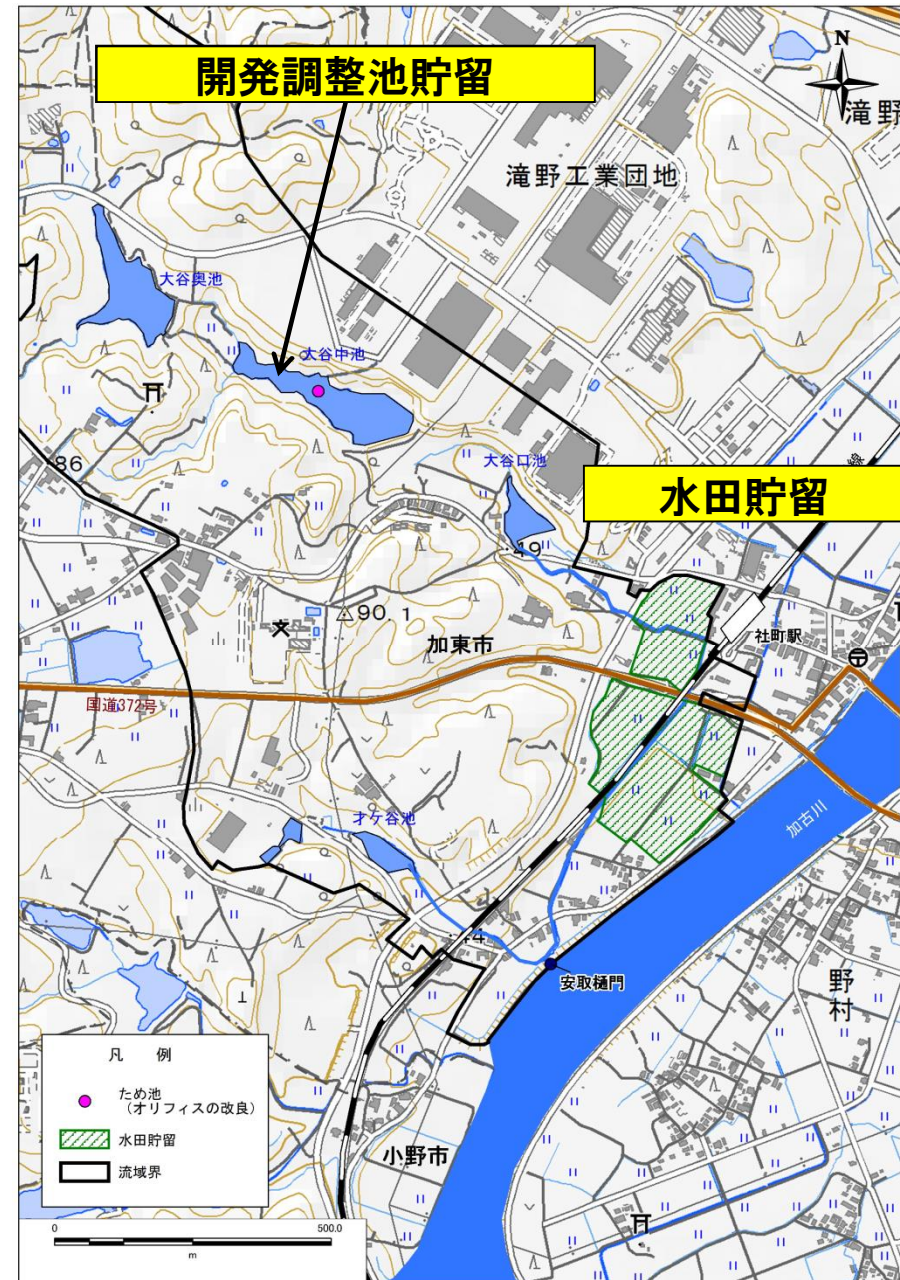 開発調整池貯留
N
滝野
滝野工業団地
70
大谷奥池
大谷中池
86
大谷口池
水田貯留
線
49
90.1
加東市
社町駅
国道372号
加古川
才ケ谷池
44
安取樋門
野村
小野市
凡 例
ため池
(オリフィスの改良)
水田貯留
流域界
0 500.0
m